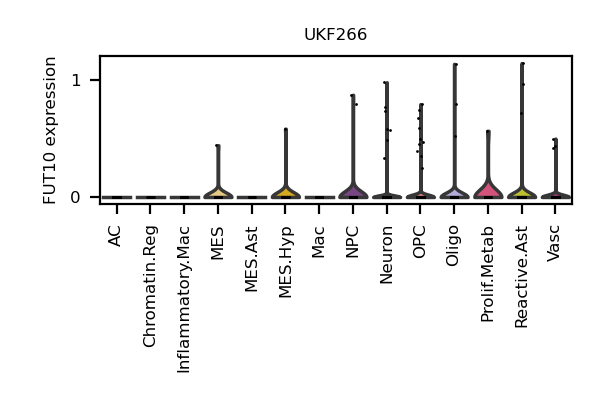 UKF266
FUT10 expression
1
0
AC
Chromatin.Reg
Inflammatory.Mac
MES
MES.Ast
MES.Hyp
Mac
NPC
Neuron
OPC
Oligo
Prolif.Metab
Reactive.Ast
Vasc